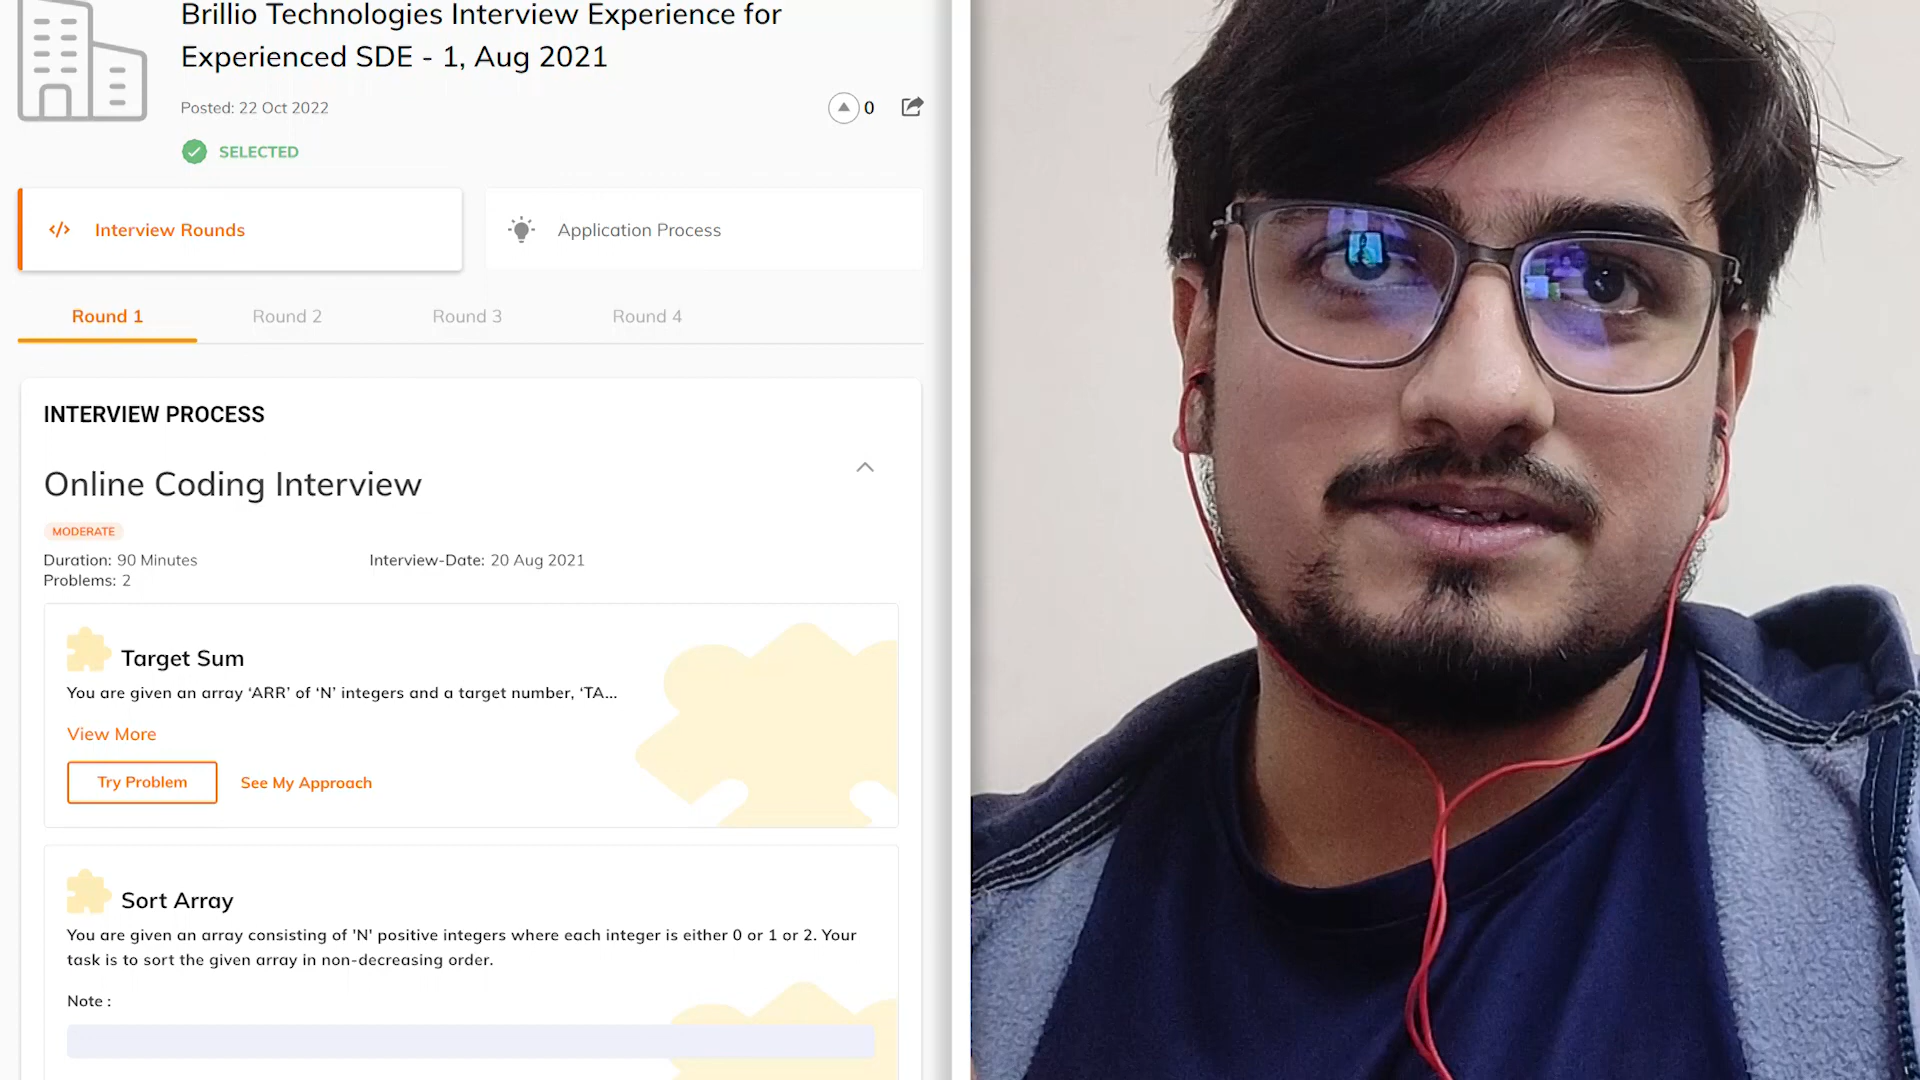 Brillio Technologies Interview Experience for
Experienced SDE - 1, Aug 2021
Posted: 22 Oct 2022
0
SELECTED
Interview Rounds
Application Process
Round 1
Round 2
Round 3
Round 4
INTERVIEW PROCESS
Online Coding Interview
MODERATE
Duration: 90 Minutes
Interview-Date: 20 Aug 2021
Problems: 2
Target Sum
You are given an array ‘ARR’ of ‘N’ integers and a target number, ‘TA...
View More
Try Problem
See My Approach
Sort Array
You are given an array consisting of 'N' positive integers where each integer is either 0 or 1 or 2. Your
task is to sort the given array in non-decreasing order.
Note :